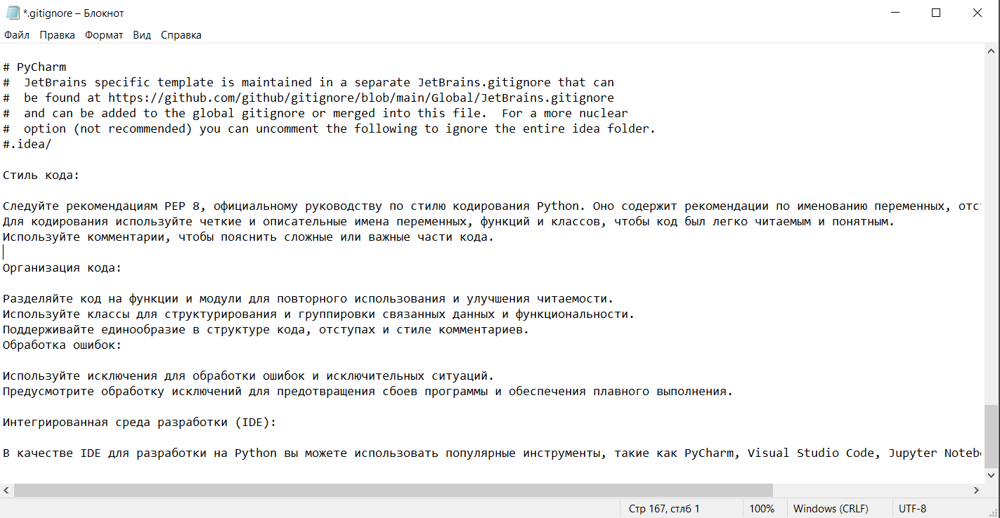 *.gitignore – Блокнот
Файл Правка Формат Вид Справка
# PyCharm
#  JetBrains specific template is maintained in a separate JetBrains.gitignore that can
#  be found at https://github.com/github/gitignore/blob/main/Global/JetBrains.gitignore
#  and can be added to the global gitignore or merged into this file.  For a more nuclear
#  option (not recommended) you can uncomment the following to ignore the entire idea folder.
#.idea/
Стиль кода:
Следуйте рекомендациям PEP 8, официальному руководству по стилю кодирования Python. Оно содержит рекомендации по именованию переменных,
Для кодирования используйте четкие и описательные имена переменных, функций и классов, чтобы код был легко читаемым и понятным.
Используйте комментарии, чтобы пояснить сложные или важные части кода.
Организация кода:
Разделяйте код на функции и модули для повторного использования и улучшения читаемости.
Используйте классы для структурирования и группировки связанных данных и функциональности.
Поддерживайте единообразие в структуре кода, отступах и стиле комментариев.
Обработка ошибок:
Используйте исключения для обработки ошибок и исключительных ситуаций.
Предусмотрите обработку исключений для предотвращения сбоев программы и обеспечения плавного выполнения.
Интегрированная среда разработки (IDE):
В качестве IDE для разработки на Python вы можете использовать популярные инструменты, такие как PyCharm, Visual Studio Code, Jupyter
Стр 167, стлб 1 100% Windows (CRLF) UTF-8